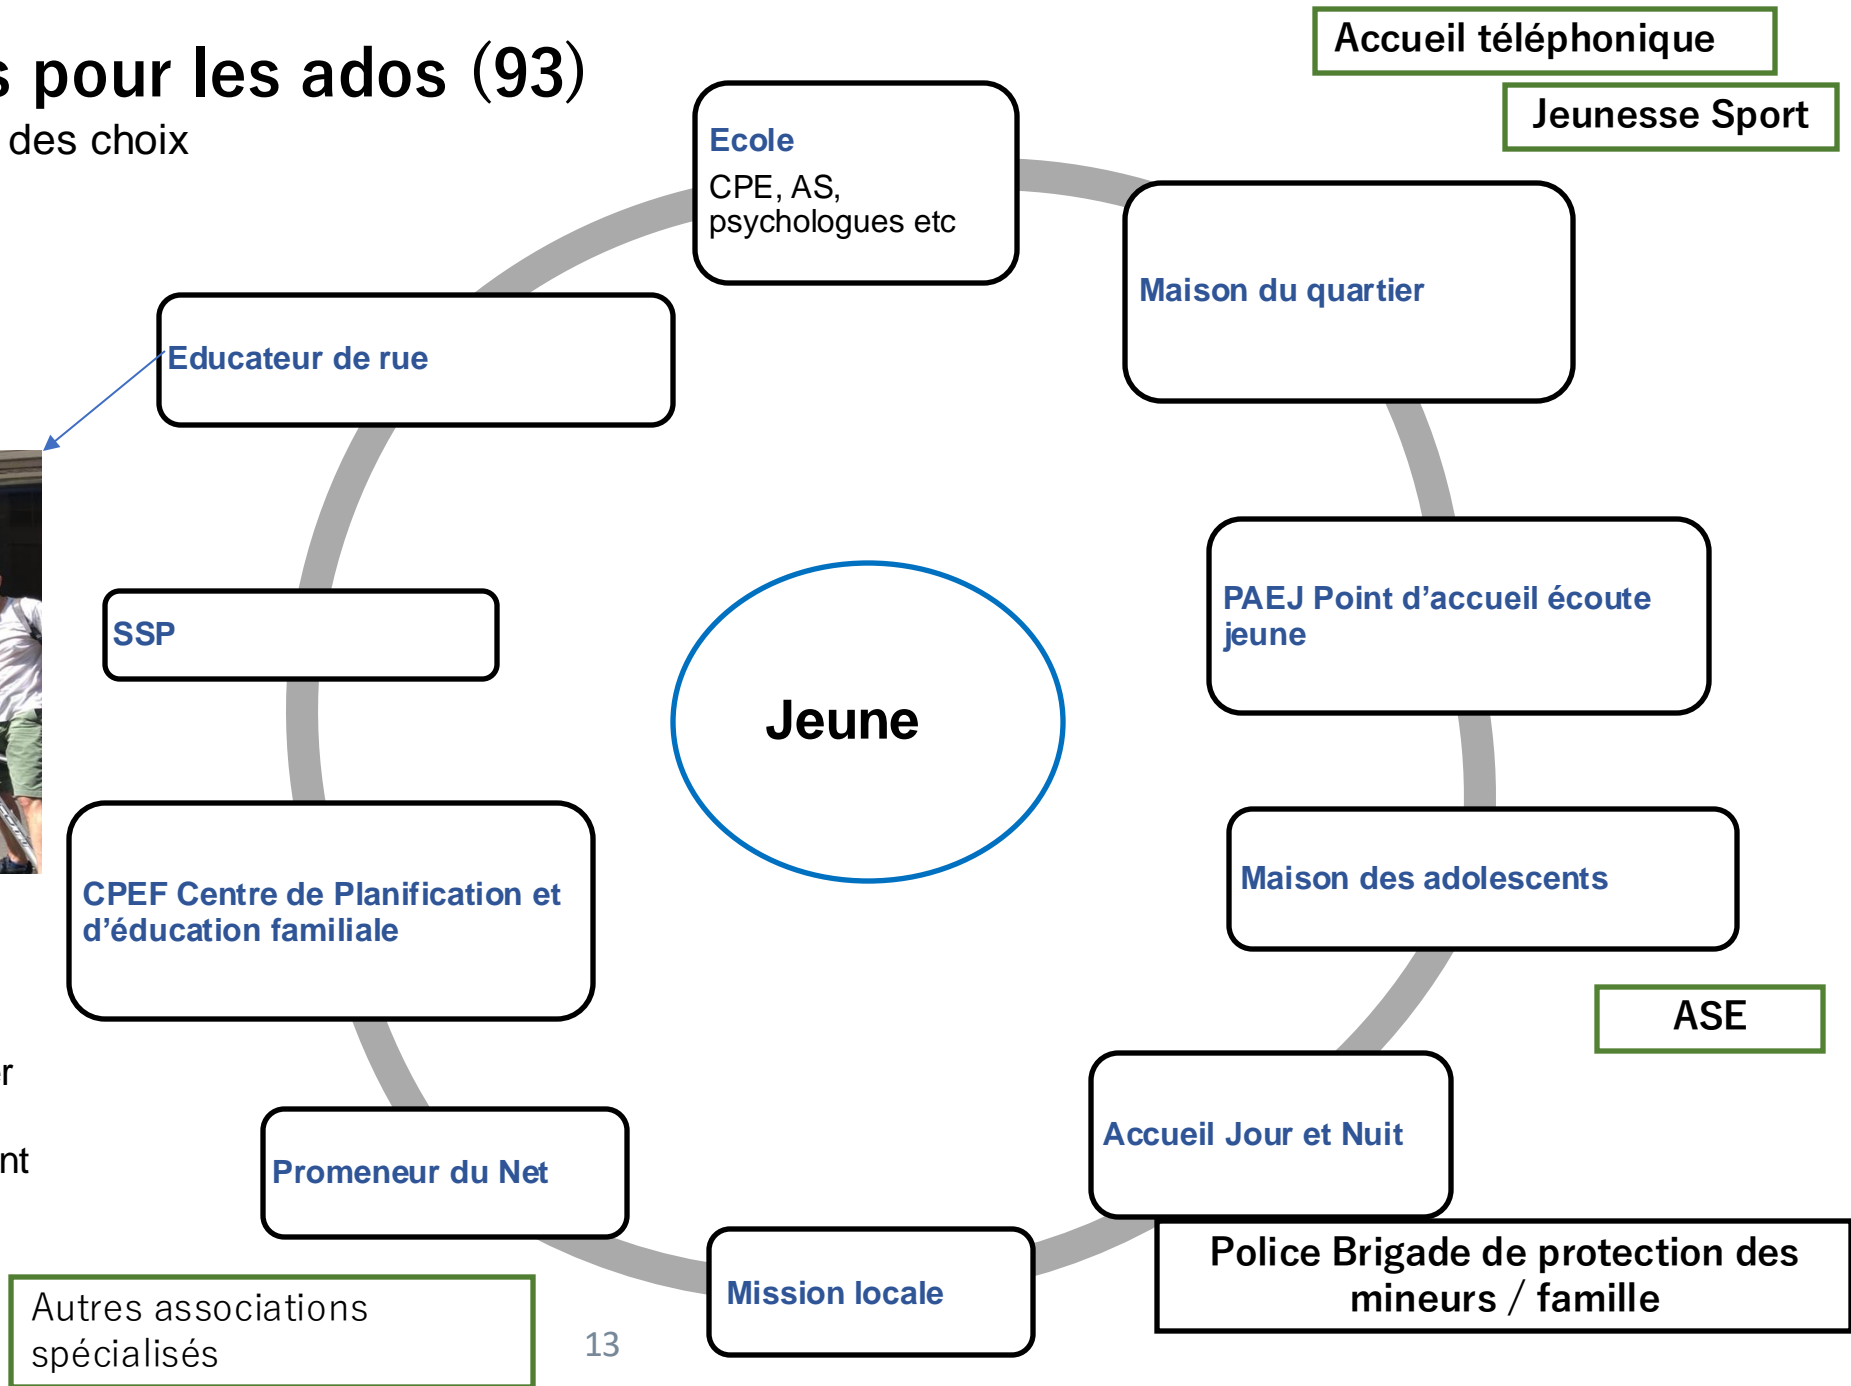 s pour les ados (93)
des choix
Accueil téléphonique
Jeunesse Sport
Ecole
CPE, AS,
psychologues etc
Maison du quartier
Educateur de rue
PAEJ Point d'accueil écoute
jeune
SSP
Jeune
Maison des adolescents
CPEF Centre de Planification et
d'éducation familiale
ASE
er
Accueil Jour et Nuit
nt
Promeneur du Net
Police Brigade de protection des
mineurs / famille
Mission locale
Autres associations
spécialisés
13